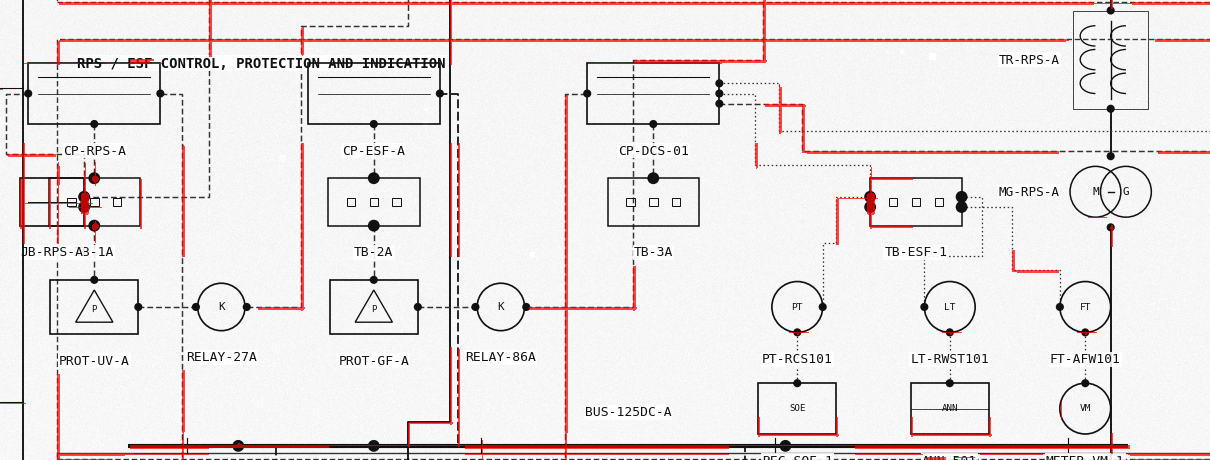 TR-RPS-A
RPS / ESF CONTROL, PROTECTION AND INDICATION
CP-RPS-A CP-ESF-A CP-DCS-01
M G MG-RPS-A
JB-RPS-A TB-2A TB-3A TB-ESF-1
P K P K PT LT FT
PROT-UV-A RELAY-27A PROT-GF-A RELAY-86A PT-RCS101 LT-RWST101 FT-AFW101
SOE ANN VM
BUS-125DC-A